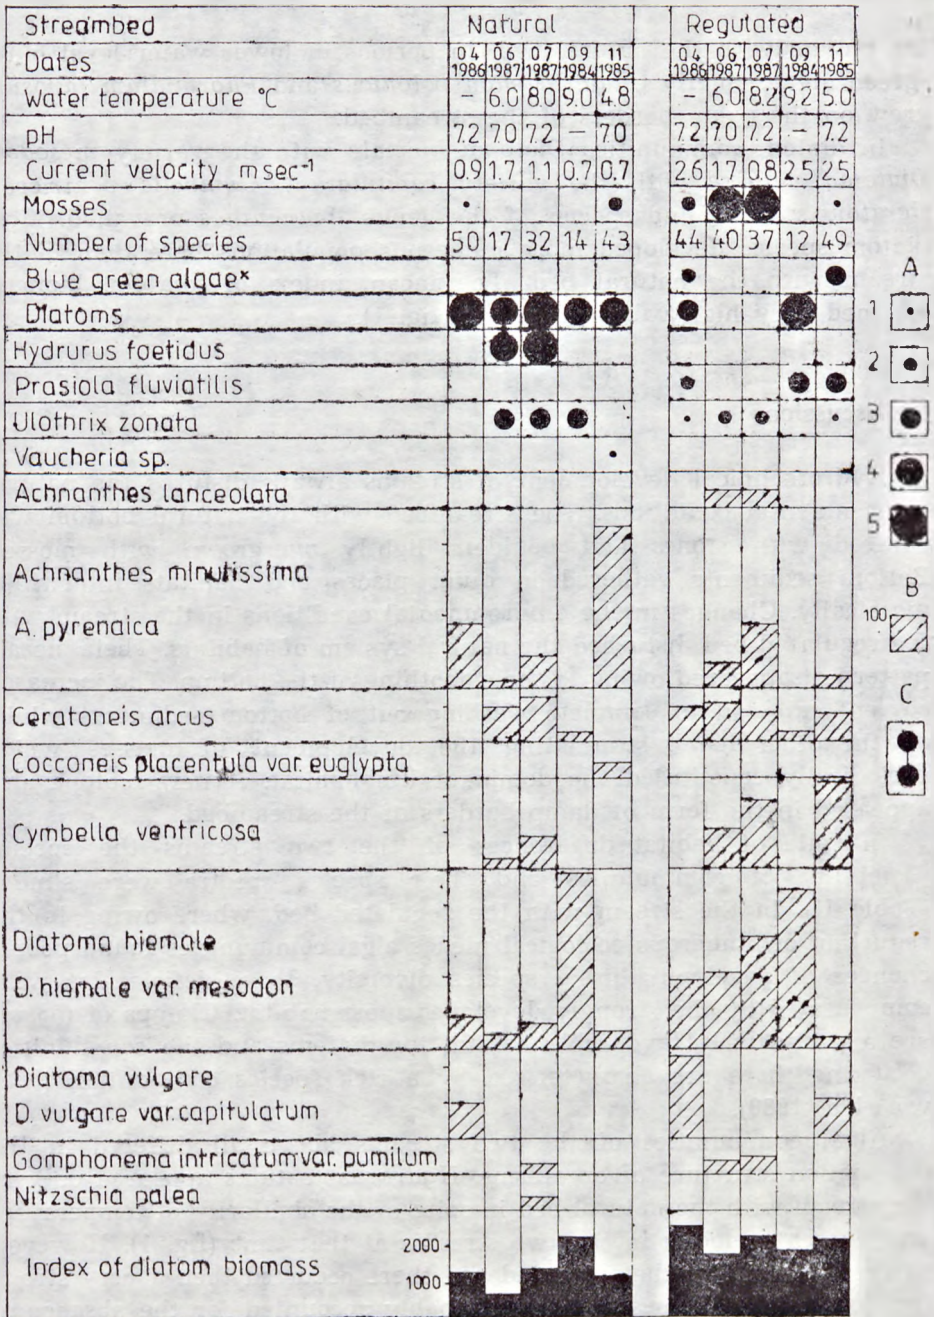 Streambed Natural Regulated
Dates 04 1986 06 1987 07 1987 09 1984 11 1985 04 1986 06 1987 07 1987 09 1984 11 1985
Water temperature °C – 6.0 8.0 9.0 4.8 – 6.0 8.2 9.2 5.0
pH 7.2 7.0 7.2 – 7.0 7.2 7.0 7.2 – 7.2
Current velocity m sec⁻¹ 0.9 1.7 1.1 0.7 0.7 2.6 1.7 0.8 2.5 2.5
Mosses
Number of species 50 17 32 14 43 44 40 37 12 49
Blue green algae× A
Diatoms 1
Hydrurus foetidus 2
Prasiola fluviatilis
Ulothrix zonata 3
Vaucheria sp. 4
Achnanthes lanceolata
5
Achnanthes minutissima
B
A. pyrenaica 100
Ceratoneis arcus C
Cocconeis placentula var. euglypta
Cymbella ventricosa
Diatoma hiemale
D. hiemale var. mesodon
Diatoma vulgare
D. vulgare var. capitulatum
Gomphonema intricatum var. pumilum
Nitzschia palea
2000
Index of diatom biomass
1000